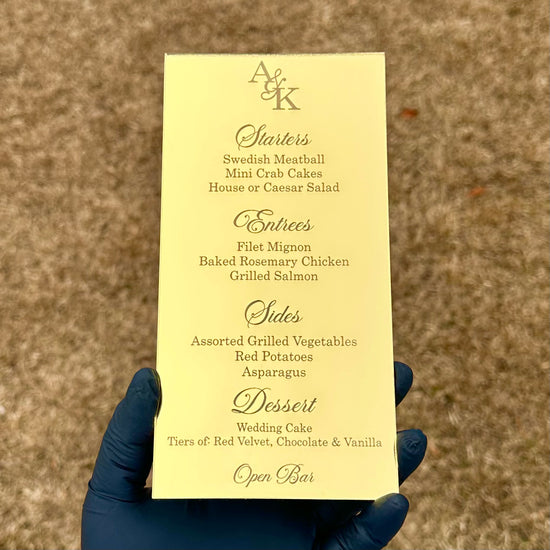 A&K
Starters
Swedish Meatball
Mini Crab Cakes
House or Caesar Salad
Entrees
Filet Mignon
Baked Rosemary Chicken
Grilled Salmon
Sides
Assorted Grilled Vegetables
Red Potatoes
Asparagus
Dessert
Wedding Cake
Tiers of: Red Velvet, Chocolate & Vanilla
Open Bar